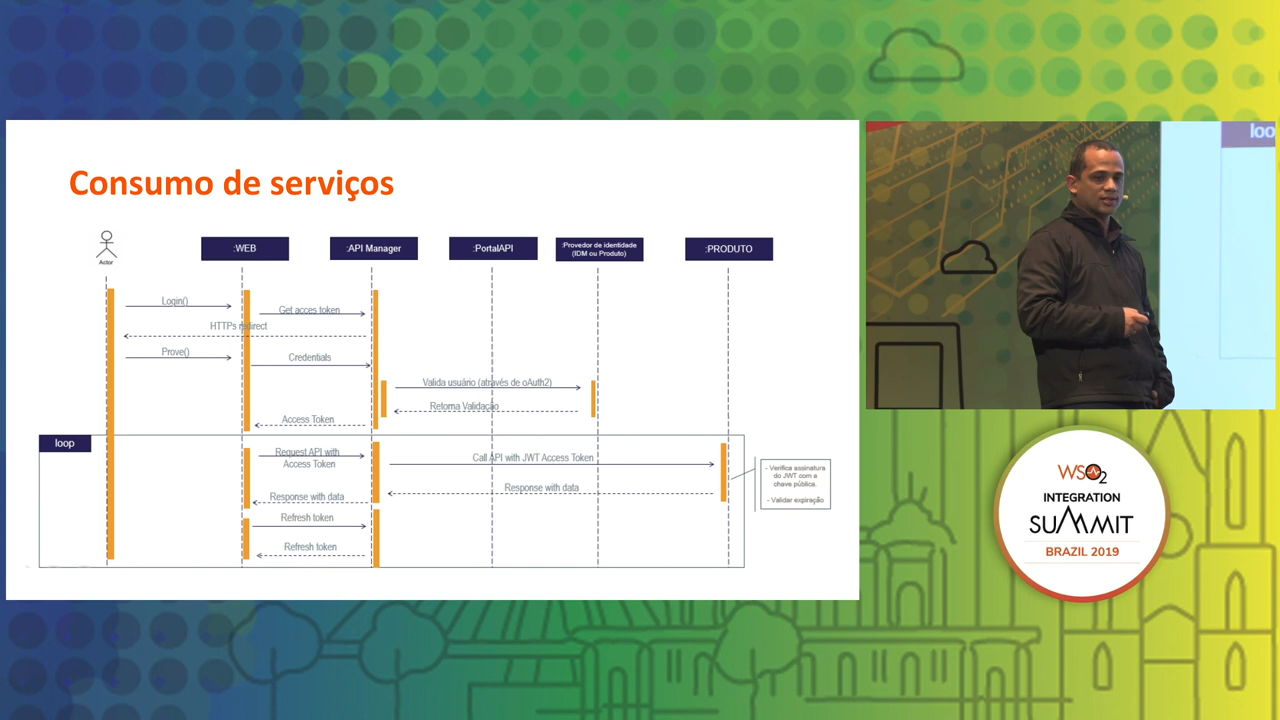 Consumo de serviços
Actor
:WEB
:API Manager
:PortalAPI
:Provedor de identidade
(IDM ou Produto)
:PRODUTO
Login()
Get acces token
HTTPs redirect
Prove()
Credentials
Valida usuário (através de oAuth2)
Retorna Validação
Access Token
loop
Request API with
Access Token
Call API with JWT Access Token
Response with data
Response with data
Refresh token
Refresh token
- Verifica assinatura
do JWT com a
chave pública.
- Validar expiração
loo
WSO2
INTEGRATION
SUMMIT
BRAZIL 2019